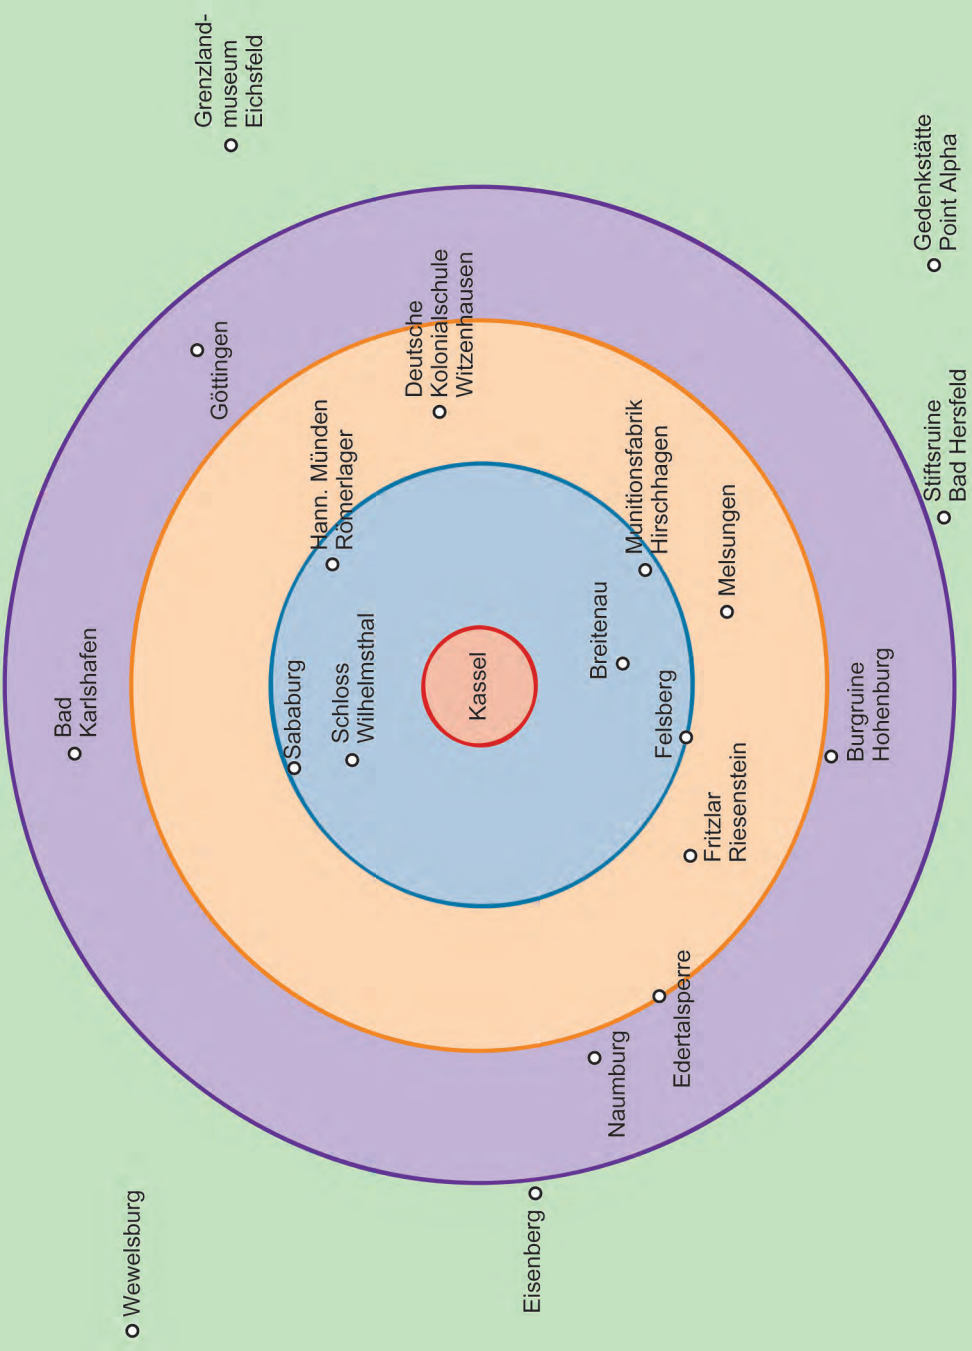 Wewelsburg
Bad
Karlshafen
Grenzland-
museum
Eichsfeld
Göttingen
Sababurg
Schloss
Wilhelmsthal
Hann. Münden
Römerlager
Deutsche
Kolonialschule
Witzenhausen
Kassel
Eisenberg
Naumburg
Edertalsperre
Breitenau
Munitionsfabrik
Hirschhagen
Felsberg
Fritzlar
Riesenstein
Melsungen
Burgruine
Hohenburg
Stiftsruine
Bad Hersfeld
Gedenkstätte
Point Alpha